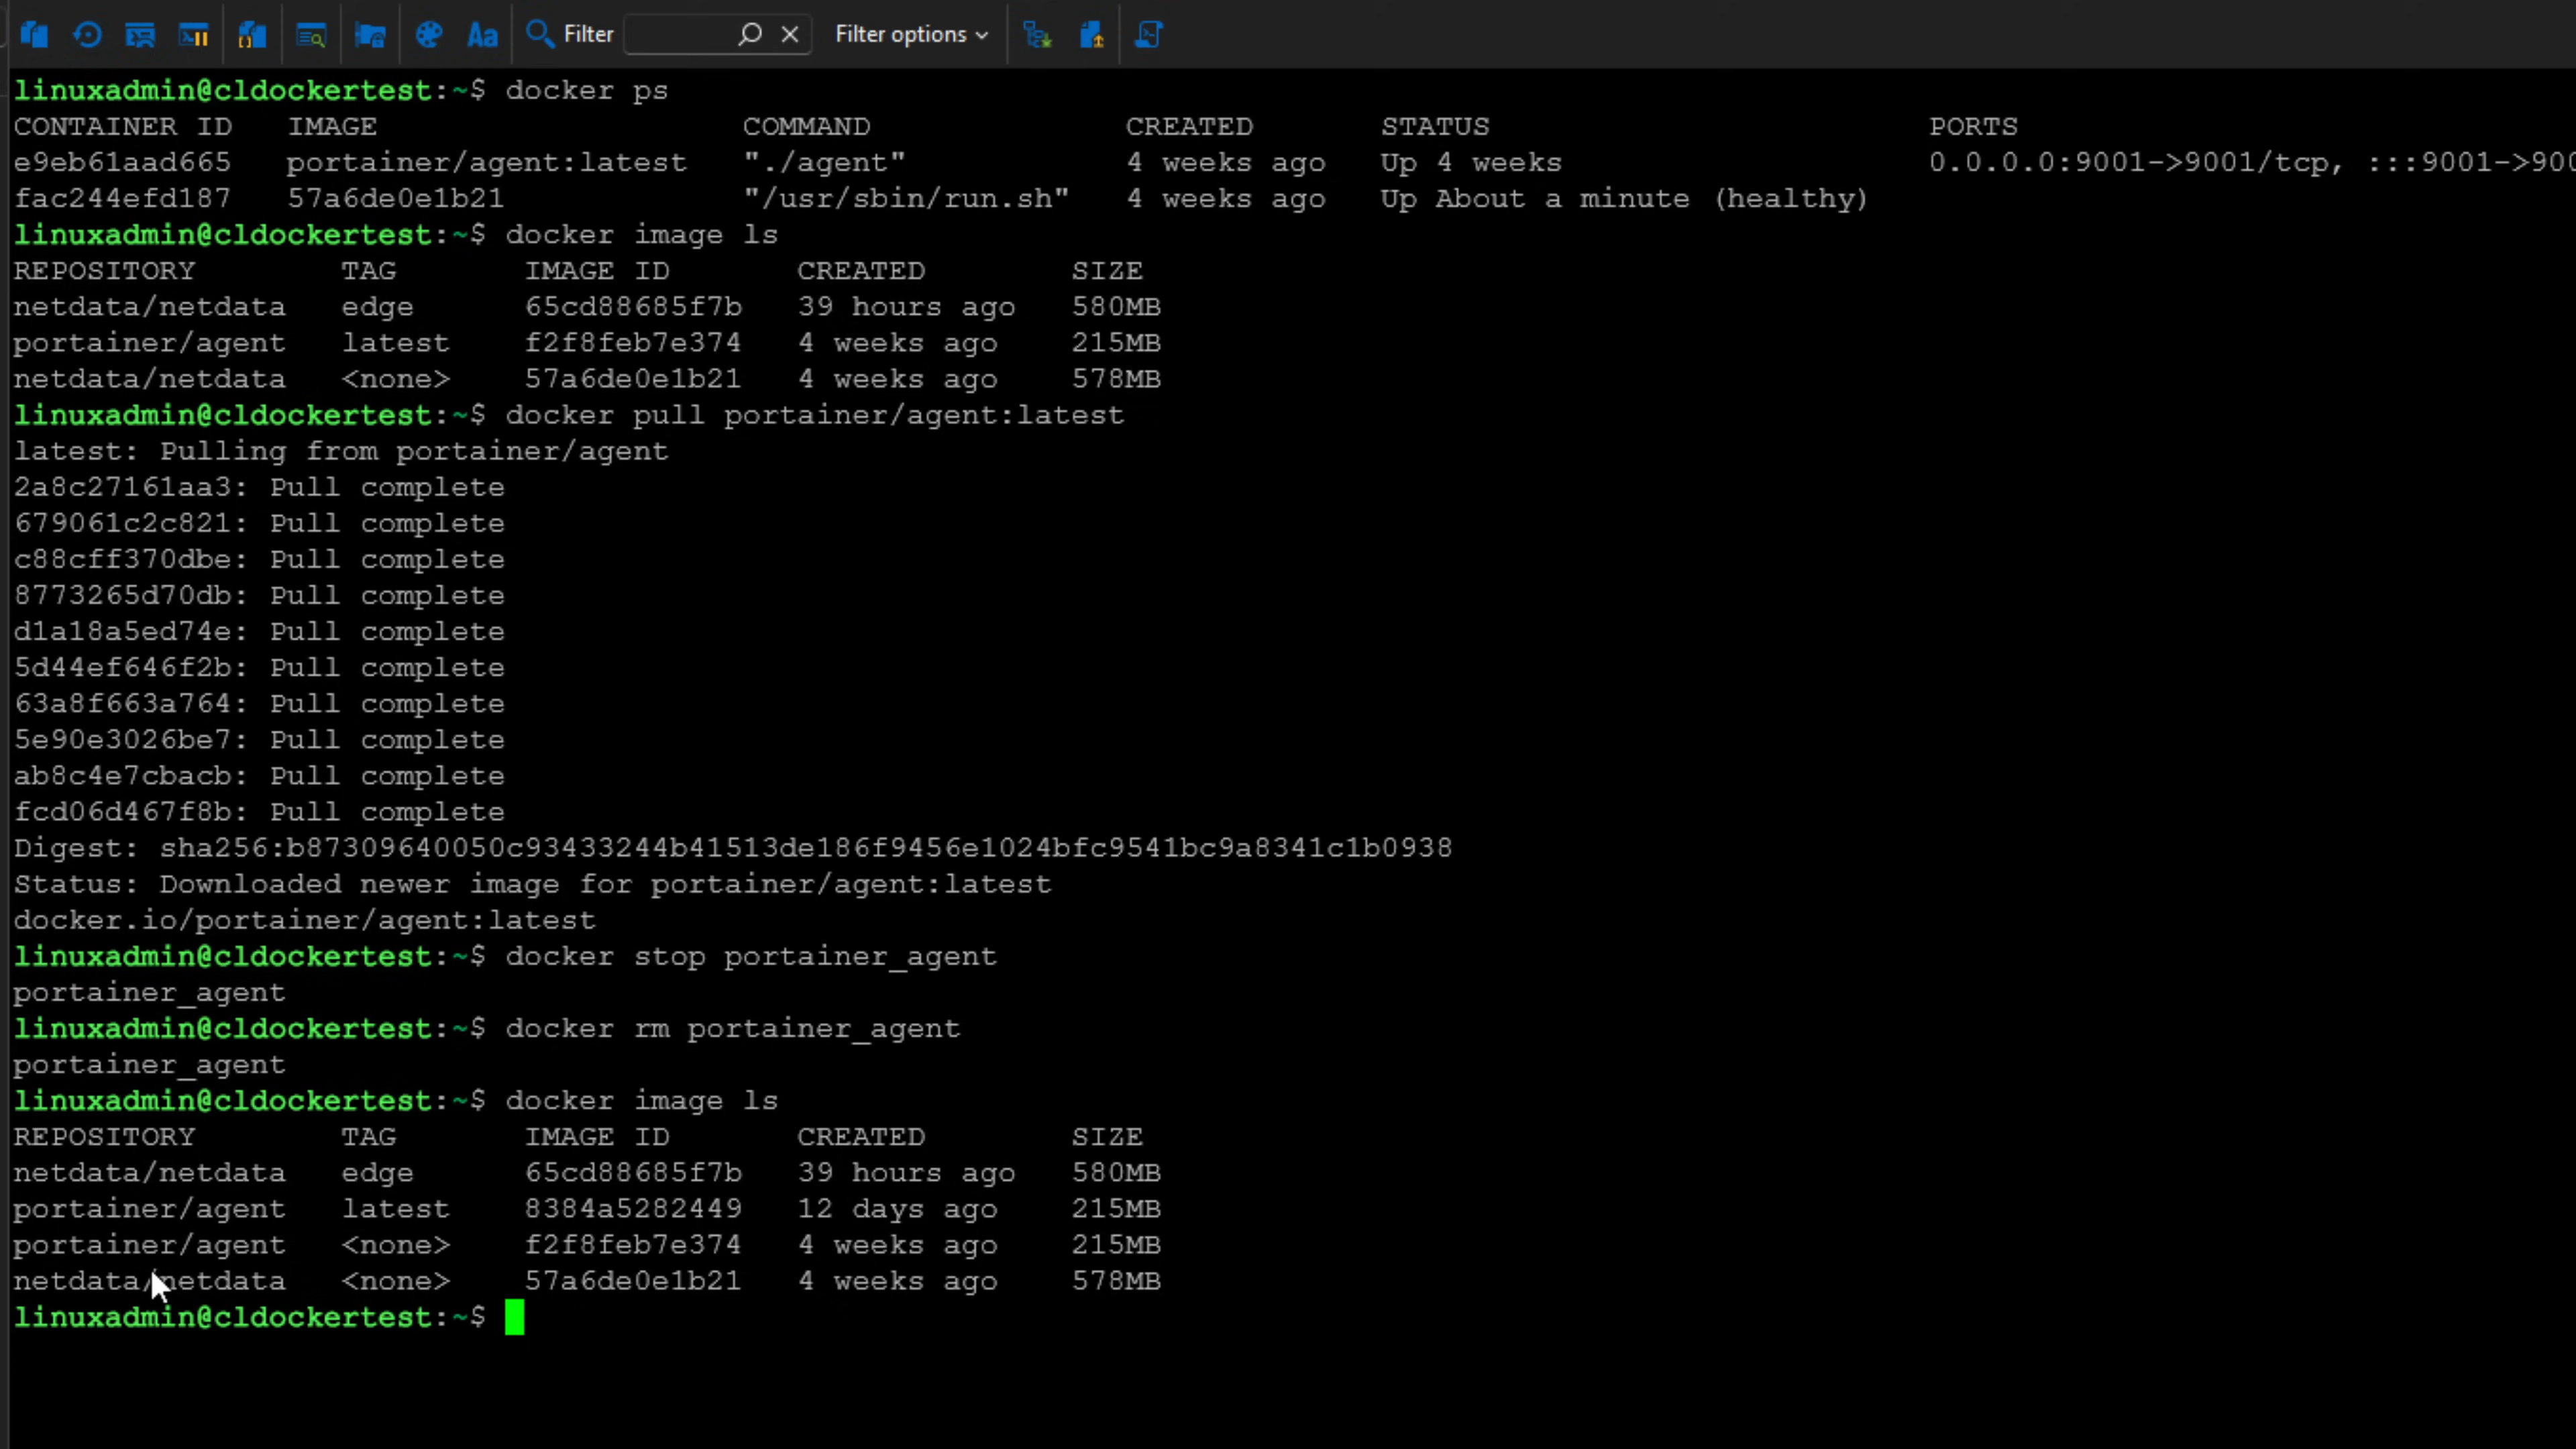 Aa Filter Filter options
linuxadmin@cldockertest:~$ docker ps
CONTAINER ID IMAGE COMMAND CREATED STATUS PORTS
e9eb61aad665 portainer/agent:latest "./agent" 4 weeks ago Up 4 weeks 0.0.0.0:9001->9001/tcp, :::9001->900
fac244efd187 57a6de0e1b21 "/usr/sbin/run.sh" 4 weeks ago Up About a minute (healthy)
linuxadmin@cldockertest:~$ docker image ls
REPOSITORY TAG IMAGE ID CREATED SIZE
netdata/netdata edge 65cd88685f7b 39 hours ago 580MB
portainer/agent latest f2f8feb7e374 4 weeks ago 215MB
netdata/netdata <none> 57a6de0e1b21 4 weeks ago 578MB
linuxadmin@cldockertest:~$ docker pull portainer/agent:latest
latest: Pulling from portainer/agent
2a8c27161aa3: Pull complete
679061c2c821: Pull complete
c88cff370dbe: Pull complete
8773265d70db: Pull complete
d1a18a5ed74e: Pull complete
5d44ef646f2b: Pull complete
63a8f663a764: Pull complete
5e90e3026be7: Pull complete
ab8c4e7cbacb: Pull complete
fcd06d467f8b: Pull complete
Digest: sha256:b87309640050c93433244b41513de186f9456e1024bfc9541bc9a8341c1b0938
Status: Downloaded newer image for portainer/agent:latest
docker.io/portainer/agent:latest
linuxadmin@cldockertest:~$ docker stop portainer_agent
portainer_agent
linuxadmin@cldockertest:~$ docker rm portainer_agent
portainer_agent
linuxadmin@cldockertest:~$ docker image ls
REPOSITORY TAG IMAGE ID CREATED SIZE
netdata/netdata edge 65cd88685f7b 39 hours ago 580MB
portainer/agent latest 8384a5282449 12 days ago 215MB
portainer/agent <none> f2f8feb7e374 4 weeks ago 215MB
netdata/netdata <none> 57a6de0e1b21 4 weeks ago 578MB
linuxadmin@cldockertest:~$